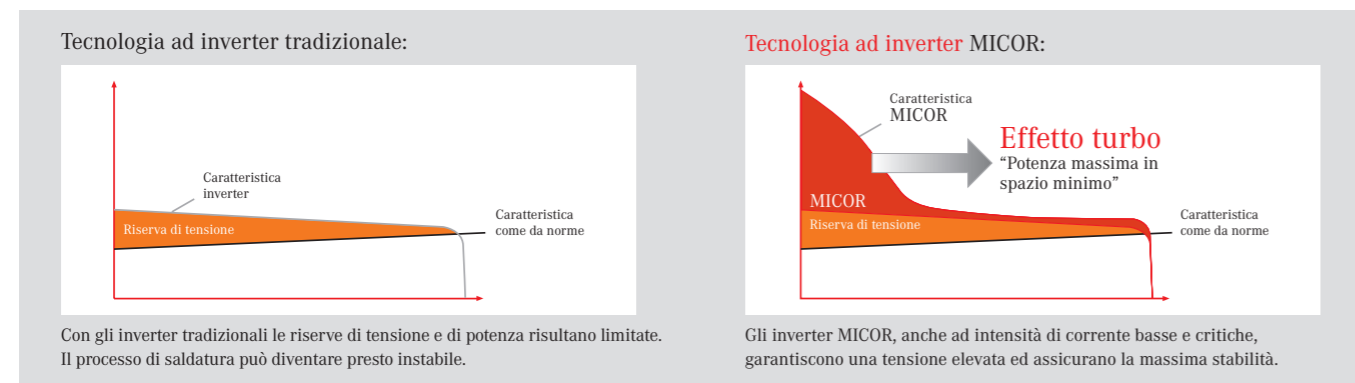 Tecnologia ad inverter tradizionale:
Caratteristica
inverter
Riserva di tensione
Caratteristica
come da norme
Con gli inverter tradizionali le riserve di tensione e di potenza risultano limitate.
Il processo di saldatura può diventare presto instabile.
Tecnologia ad inverter MICOR:
Caratteristica
MICOR
Effetto turbo
“Potenza massima in
spazio minimo”
MICOR
Riserva di tensione
Caratteristica
come da norme
Gli inverter MICOR, anche ad intensità di corrente basse e critiche,
garantiscono una tensione elevata ed assicurano la massima stabilità.